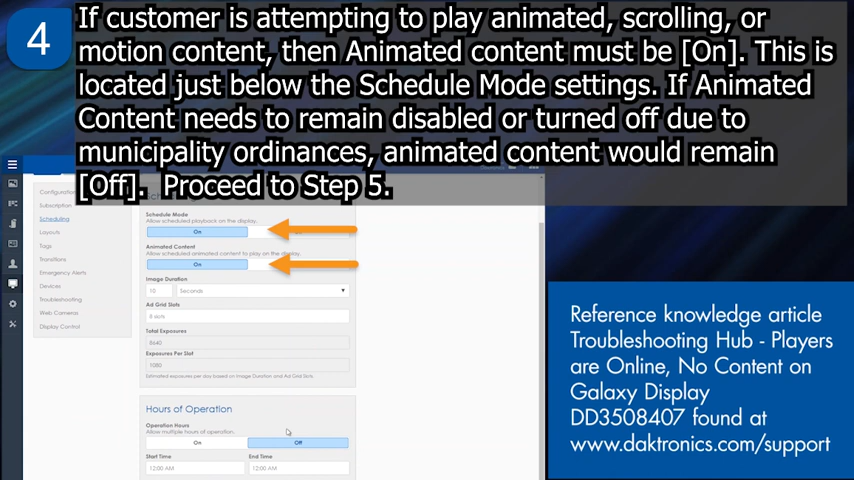 4
If customer is attempting to play animated, scrolling, or
motion content, then Animated content must be [On]. This is
located just below the Schedule Mode settings. If Animated
Content needs to remain disabled or turned off due to
municipality ordinances, animated content would remain
[Off].  Proceed to Step 5.
Configuration
Subscription
Scheduling
Layouts
Tags
Transitions
Emergency Alerts
Devices
Troubleshooting
Web Cameras
Display Control
Schedule Mode
Allow scheduled playback on the display.
On
Animated Content
Allow scheduled animated content to play on the display.
On
Image Duration
10 Seconds
Ad Grid Slots
8 slots
Total Exposures
8640
Exposures Per Slot
1080
Estimated exposures per day based on Image Duration and Ad Grid Slots
Hours of Operation
Operation Hours
Allow multiple hours of operation.
On Off
Start Time End Time
12:00 AM 12:00 AM
Reference knowledge article
Troubleshooting Hub - Players
are Online, No Content on
Galaxy Display
DD3508407 found at
www.daktronics.com/support